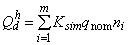 Q_d^h = \sum_{i=1}^{m} K_{sim} q_{nom} n_i